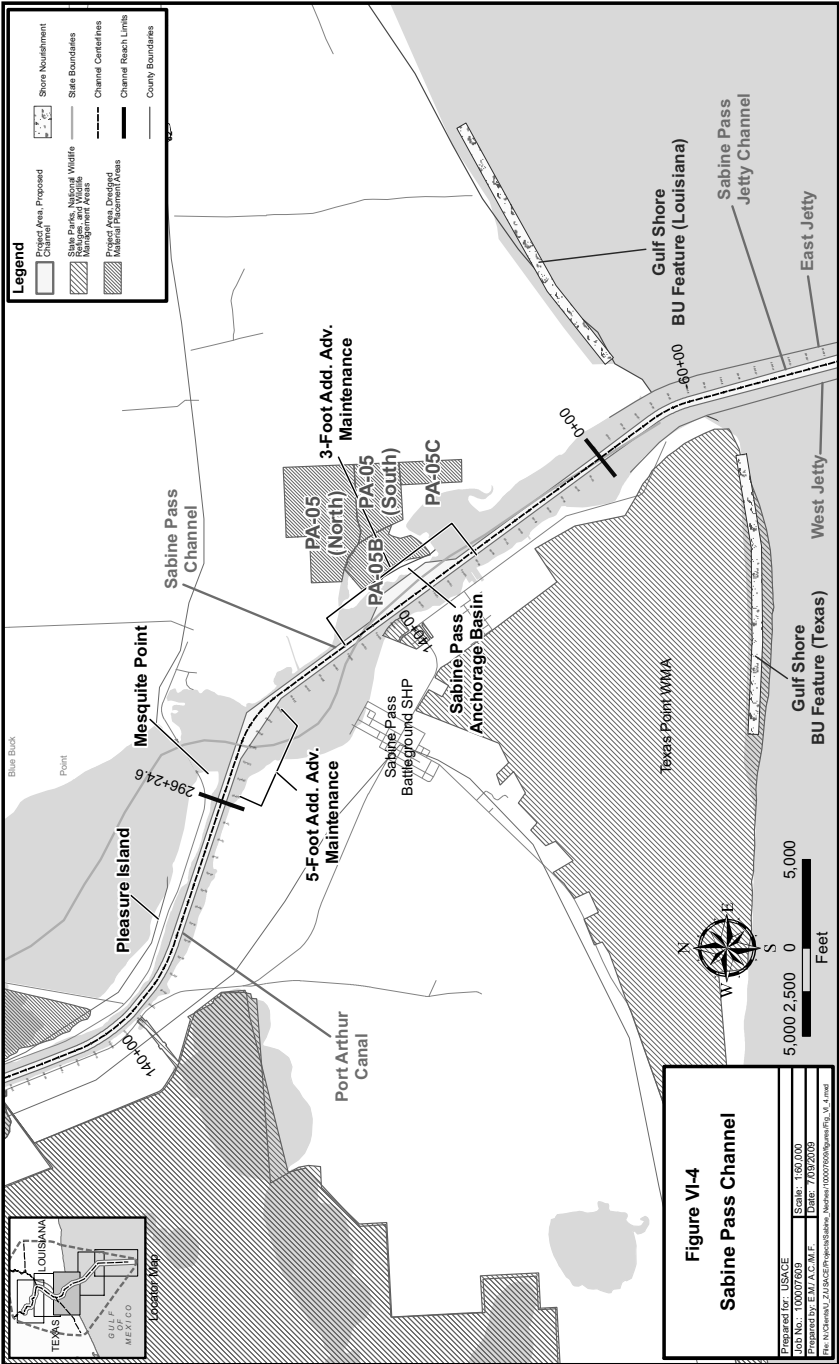 Legend
Project Area, Proposed
Channel
State Parks, National Wildlife
Refuges, and Wildlife
Management Areas
Project Area, Dredged
Material Placement Areas
Shore Nourishment
State Boundaries
Channel Centerlines
Channel Reach Limits
County Boundaries
TEXAS
LOUISIANA
GULF
OF
MEXICO
Locator Map
Blue Buck
Point
Pleasure Island
Mesquite Point
296+24.6
140+00
Port Arthur
Canal
5-Foot Add. Adv.
Maintenance
Sabine Pass
Channel
3-Foot Add. Adv.
Maintenance
PA-05
(North)
PA-05
(South)
PA-05B
PA-05C
140+00
Sabine Pass
Anchorage Basin
Sabine Pass
Battleground SHP
0+00
-60+00
Gulf Shore
BU Feature (Louisiana)
Sabine Pass
Jetty Channel
East Jetty
West Jetty
Texas Point WMA
Gulf Shore
BU Feature (Texas)
N
E
S
W
5,000 2,500 0 5,000
Feet
Figure VI-4
Sabine Pass Channel
Prepared for: USACE
Job No.: 100007609
Scale: 1:60,000
Prepared by: E.M./ A.C./M.F.
Date: 7/09/2009